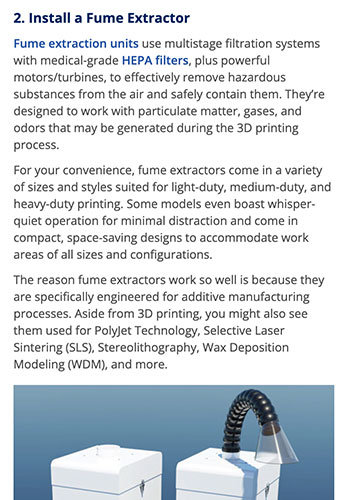 2. Install a Fume Extractor
Fume extraction units use multistage filtration systems
with medical-grade HEPA filters, plus powerful
motors/turbines, to effectively remove hazardous
substances from the air and safely contain them. They’re
designed to work with particulate matter, gases, and
odors that may be generated during the 3D printing
process.
For your convenience, fume extractors come in a variety
of sizes and styles suited for light-duty, medium-duty, and
heavy-duty printing. Some models even boast whisper-
quiet operation for minimal distraction and come in
compact, space-saving designs to accommodate work
areas of all sizes and configurations.
The reason fume extractors work so well is because they
are specifically engineered for additive manufacturing
processes. Aside from 3D printing, you might also see
them used for PolyJet Technology, Selective Laser
Sintering (SLS), Stereolithography, Wax Deposition
Modeling (WDM), and more.